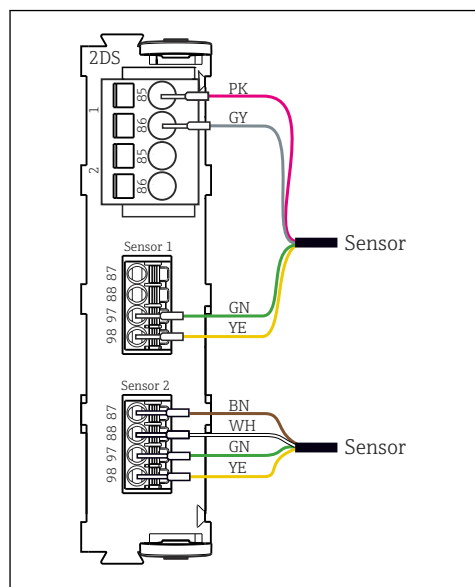 2DS
1
85
PK
86
GY
85
2
86
Sensor
Sensor 1
87
88
97
GN
98
YE
Sensor 2
87
BN
88
WH
97
GN
Sensor
98
YE